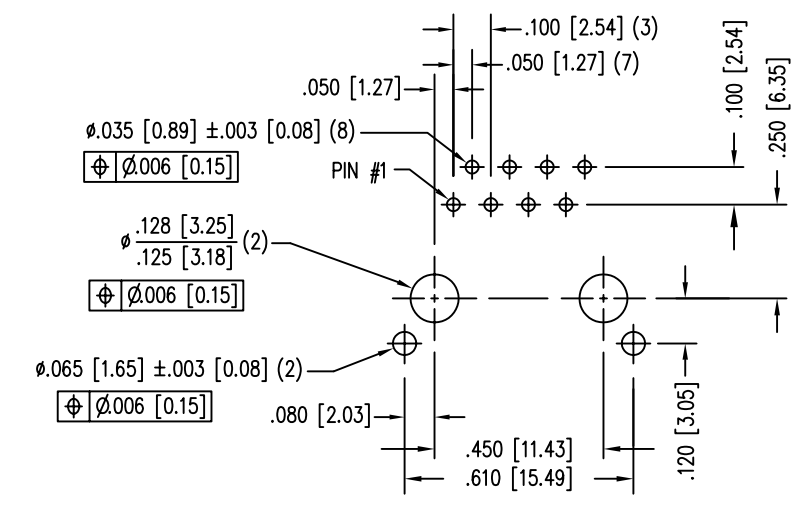 .100 [2.54] (3)
.050 [1.27] (7)
.050 [1.27]
.100 [2.54]
.250 [6.35]
ø.035 [0.89] ±.003 [0.08] (8)
⌖ Ø.006 [0.15]
PIN #1
ø .128 [3.25] (2)
.125 [3.18]
⌖ Ø.006 [0.15]
ø.065 [1.65] ±.003 [0.08] (2)
⌖ Ø.006 [0.15]
.080 [2.03]
.450 [11.43]
.610 [15.49]
.120 [3.05]